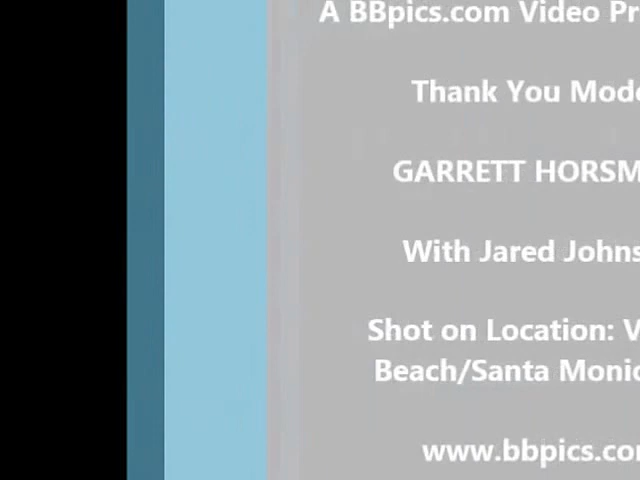 A BBpics.com Video Pr
Thank You Mode
GARRETT HORSM
With Jared Johns
Shot on Location: V
Beach/Santa Monic
www.bbpics.com